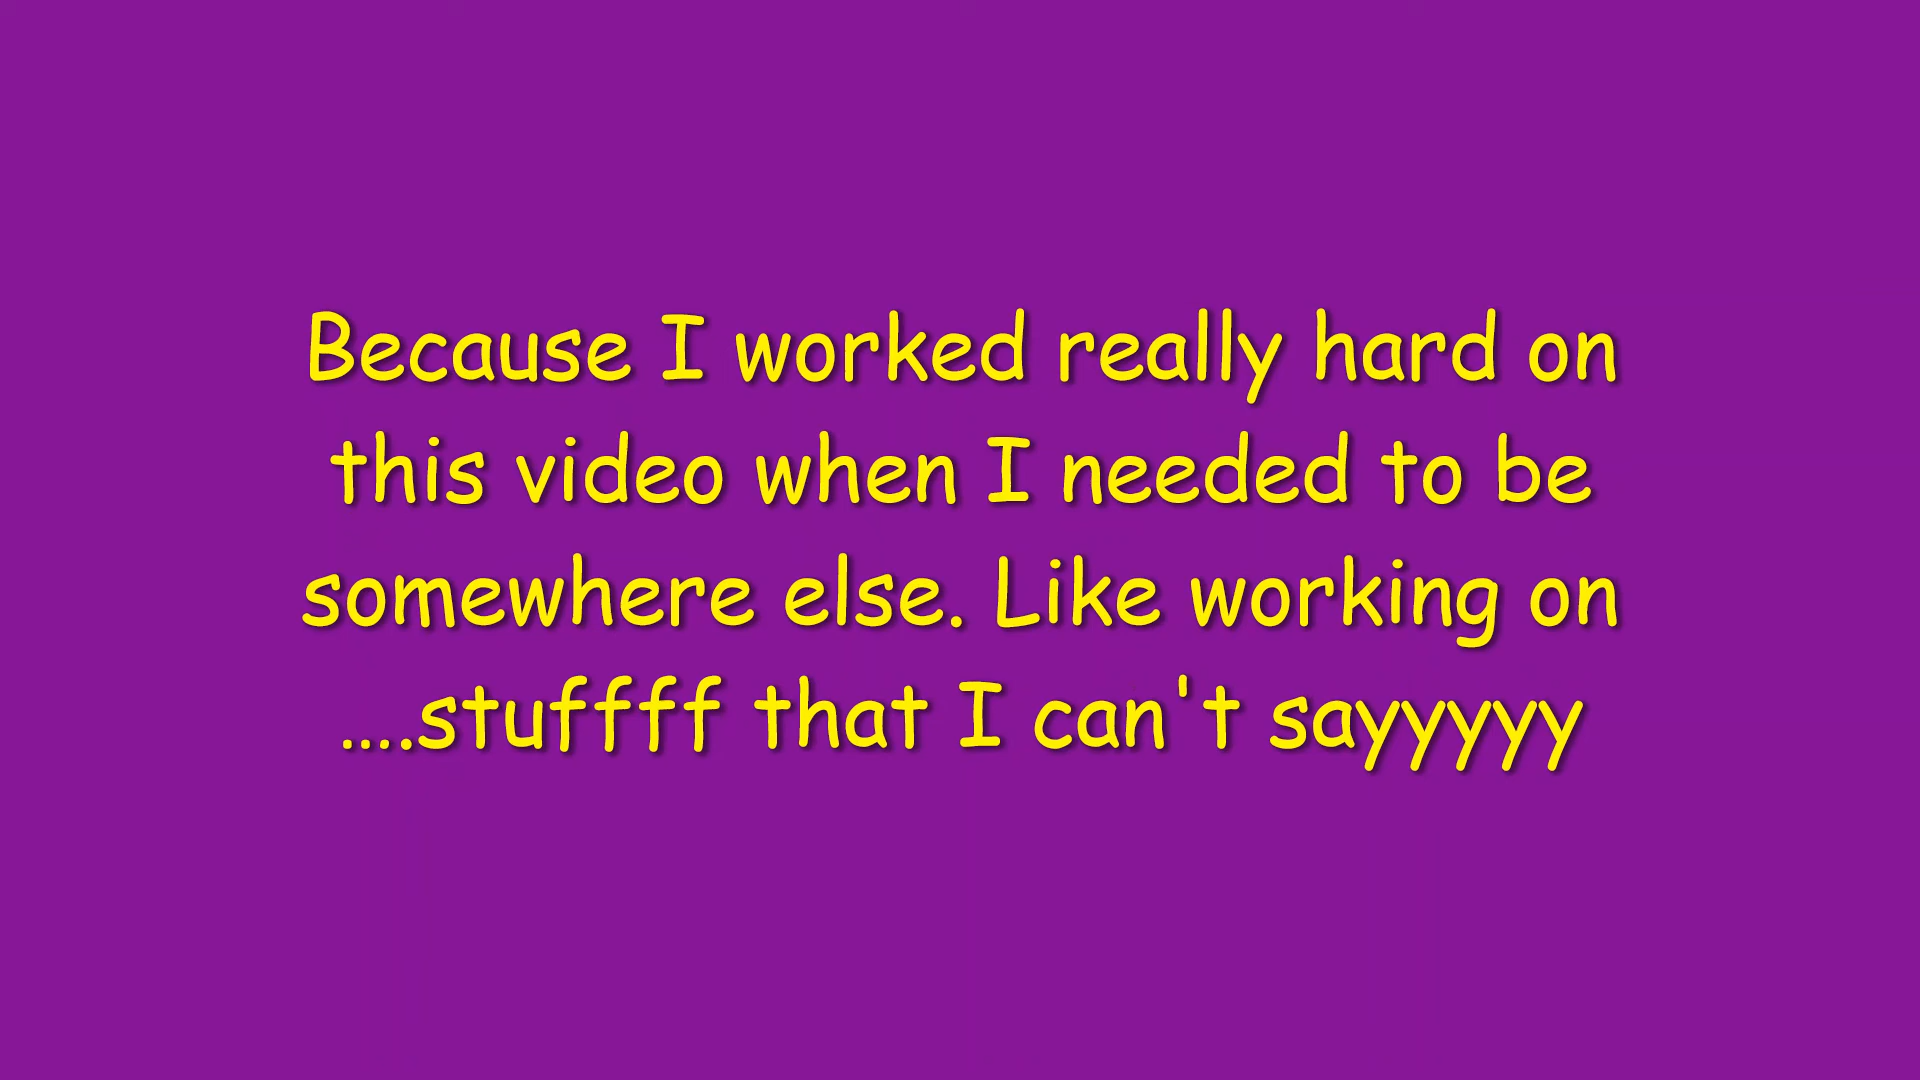 Because I worked really hard on
this video when I needed to be
somewhere else. Like working on
....stuffff that I can't sayyyyy